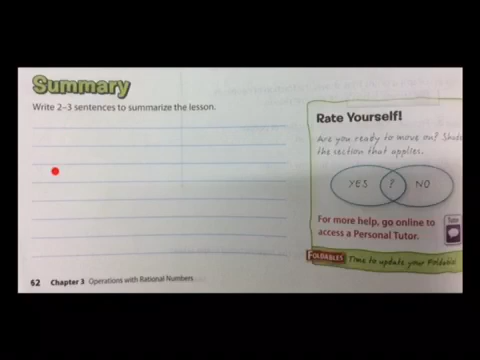 Summary
Write 2–3 sentences to summarize the lesson.
Rate Yourself!
Are you ready to move on? Shade
the section that applies.
YES ? NO
For more help, go online to
access a Personal Tutor.
Tutor
FOLDABLES Time to update your Foldable!
62 Chapter 3 Operations with Rational Numbers